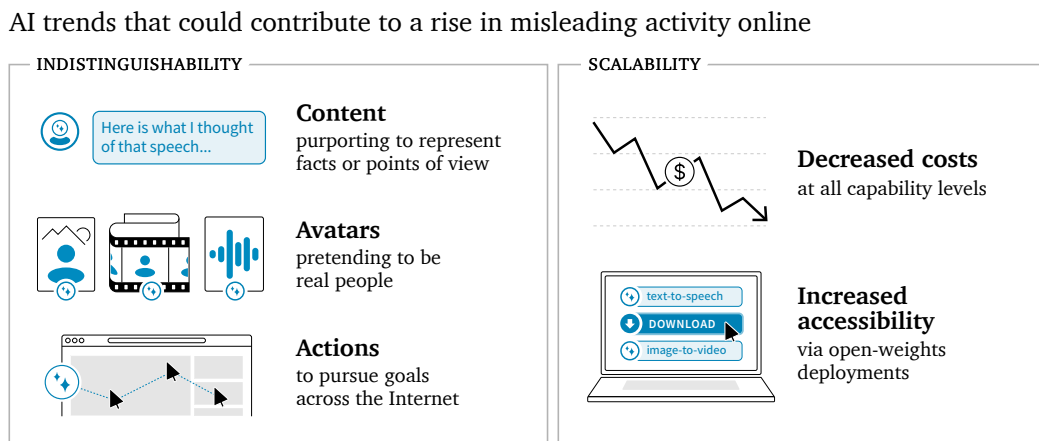 AI trends that could contribute to a rise in misleading activity online
INDISTINGUISHABILITY
Here is what I thought
of that speech...
Content
purporting to represent
facts or points of view
Avatars
pretending to be
real people
Actions
to pursue goals
across the Internet
SCALABILITY
$
Decreased costs
at all capability levels
text-to-speech
DOWNLOAD
image-to-video
Increased
accessibility
via open-weights
deployments